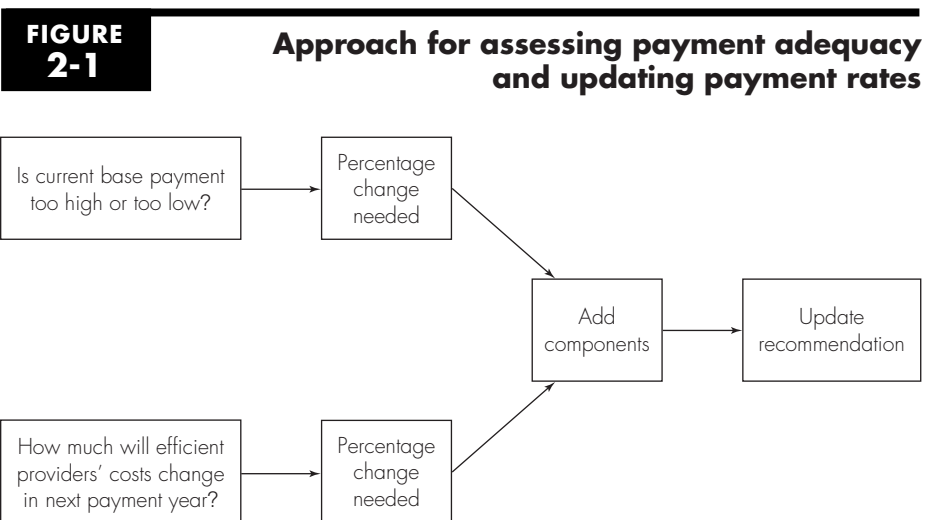 FIGURE
2-1
Approach for assessing payment adequacy
and updating payment rates
Is current base payment
too high or too low?
Percentage
change
needed
Add
components
Update
recommendation
How much will efficient
providers’ costs change
in next payment year?
Percentage
change
needed